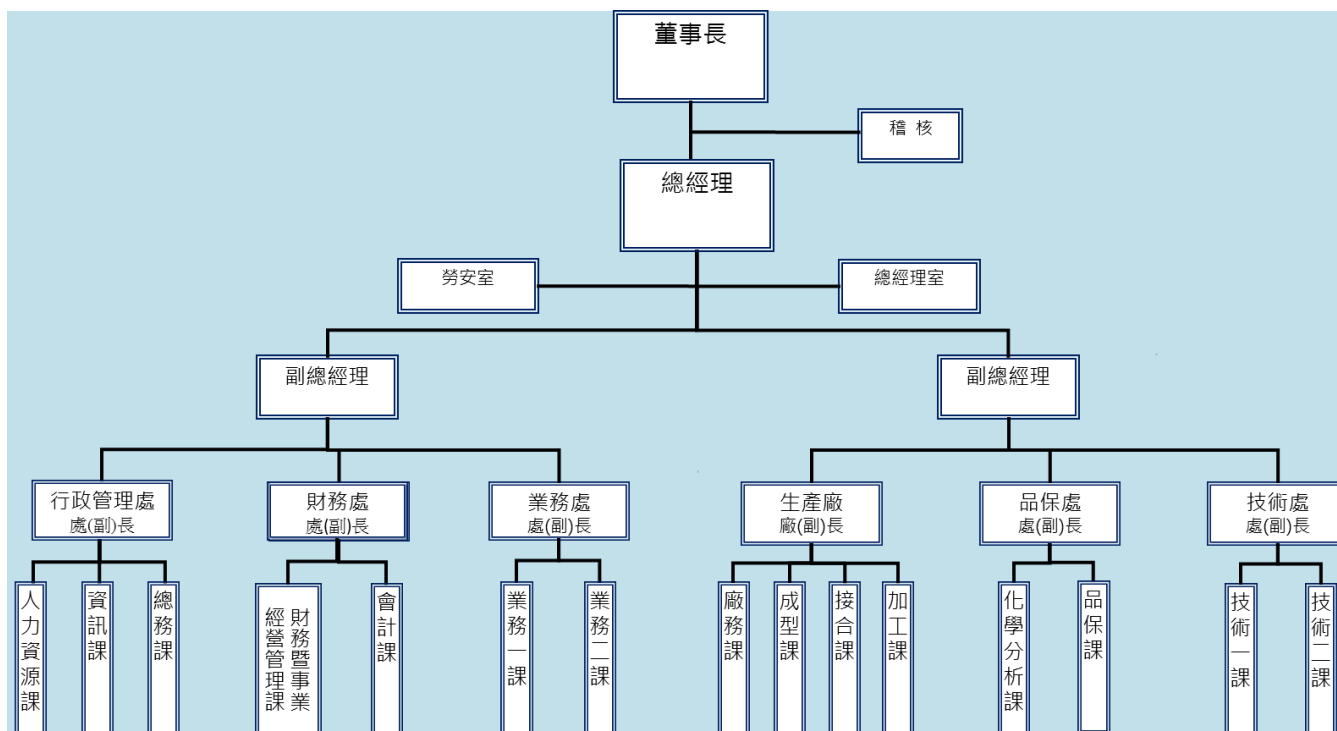 董事長
稽 核
總經理
勞安室
總經理室
副總經理
副總經理
行政管理處
處(副)長
財務處
處(副)長
業務處
處(副)長
生產廠
廠(副)長
品保處
處(副)長
技術處
處(副)長
人力資源課
資訊課
總務課
財務暨事業
經營管理課
會計課
業務一課
業務二課
廠務課
成型課
接合課
加工課
化學分析課
品保課
技術一課
技術二課